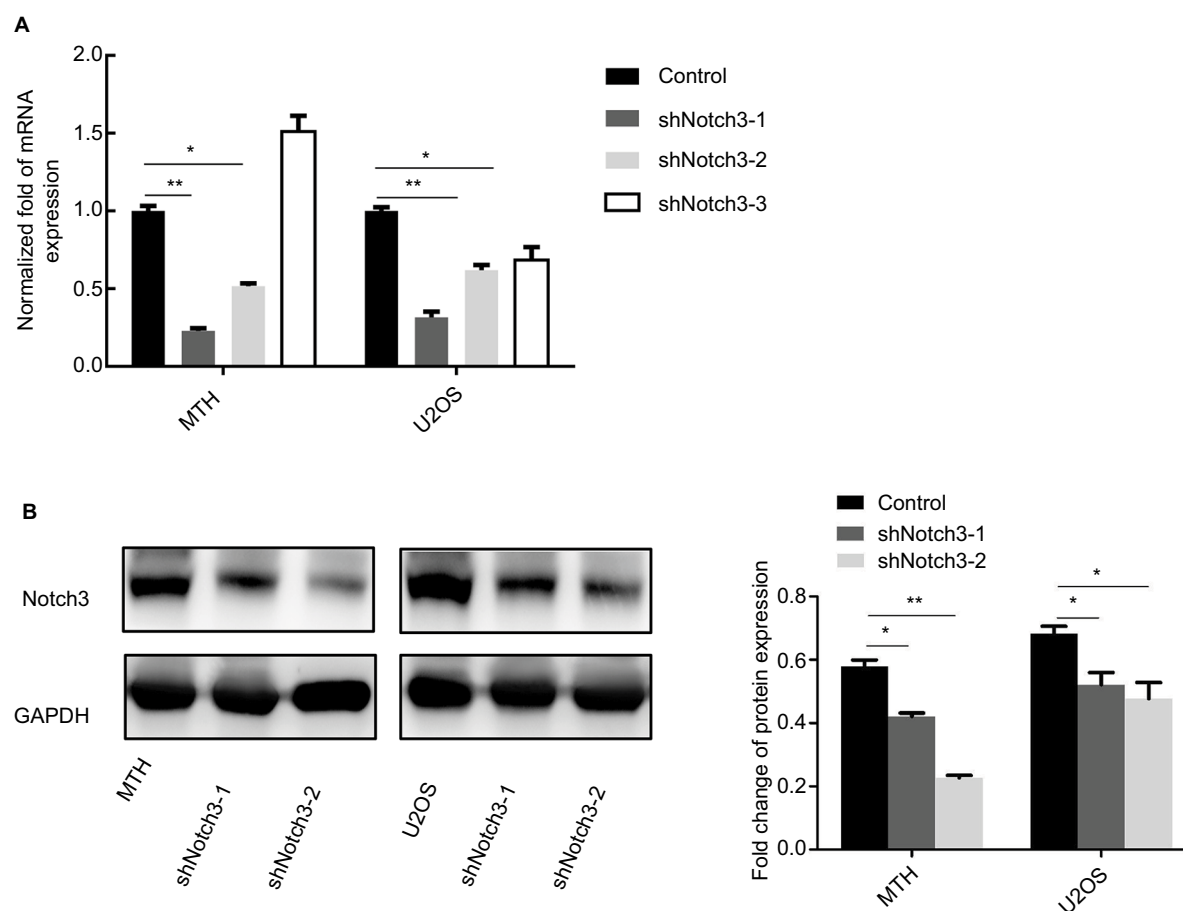 A
Normalized fold of mRNA
expression
2.0
1.5
1.0
0.5
0.0
*
**
*
**
MTH
U2OS
Control
shNotch3-1
shNotch3-2
shNotch3-3
B
Notch3
GAPDH
MTH
shNotch3-1
shNotch3-2
U2OS
shNotch3-1
shNotch3-2
Control
shNotch3-1
shNotch3-2
Fold change of protein expression
0.8
0.6
0.4
0.2
0.0
**
*
*
*
MTH
U2OS